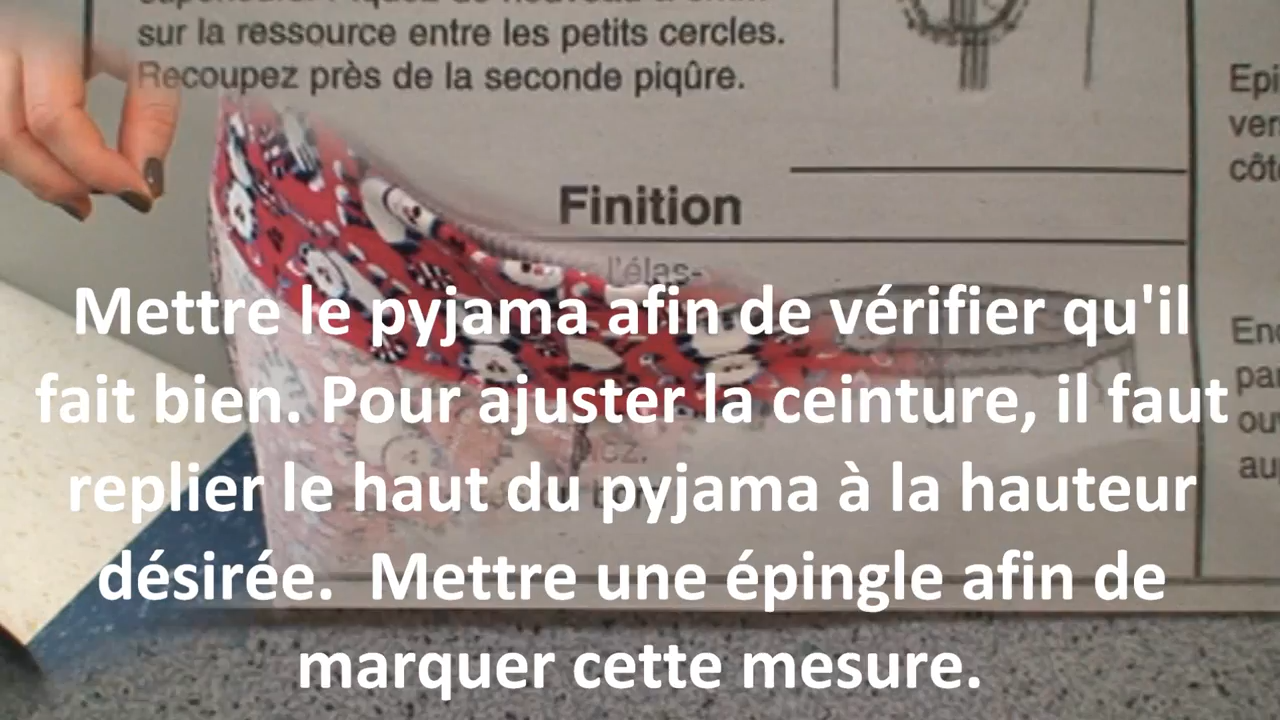 sur la ressource entre les petits cercles.
Recoupez près de la seconde piqûre.
Finition
l'élas-
Mettre le pyjama afin de vérifier qu'il
fait bien. Pour ajuster la ceinture, il faut
replier le haut du pyjama à la hauteur
désirée. Mettre une épingle afin de
marquer cette mesure.